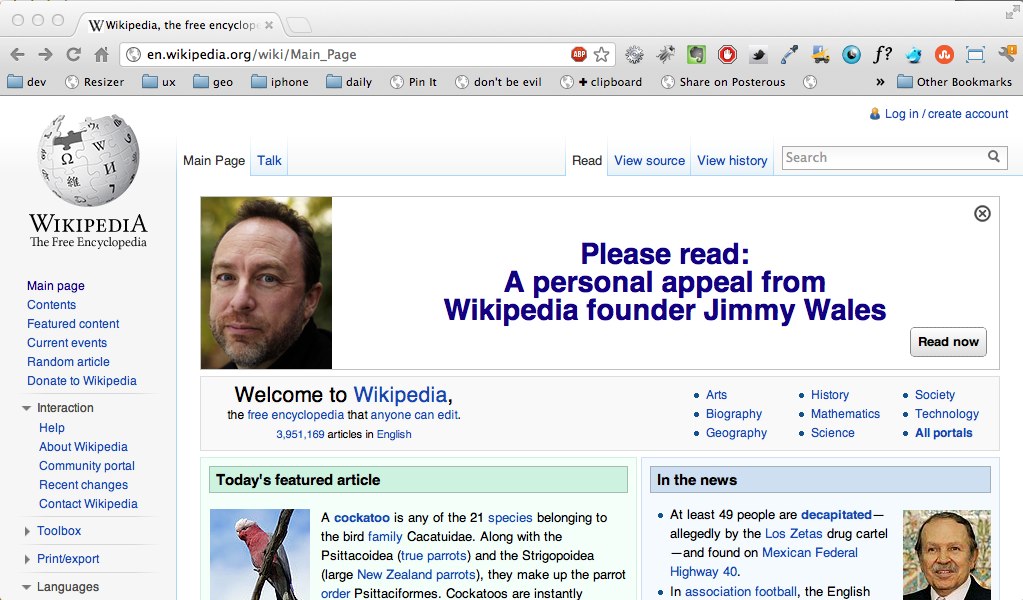 Wikipedia, the free encyclop
en.wikipedia.org/wiki/Main_Page
ABP
f?
dev Resizer ux geo iphone daily Pin It don't be evil + clipboard Share on Posterous » Other Bookmarks
Log in / create account
Main Page Talk Read View source View history Search
WIKIPEDIA
The Free Encyclopedia
Main page
Contents
Featured content
Current events
Random article
Donate to Wikipedia
Interaction
Help
About Wikipedia
Community portal
Recent changes
Contact Wikipedia
Toolbox
Print/export
Languages
Please read:
A personal appeal from
Wikipedia founder Jimmy Wales
Read now
Welcome to Wikipedia,
the free encyclopedia that anyone can edit.
3,951,169 articles in English
Arts
Biography
Geography
History
Mathematics
Science
Society
Technology
All portals
Today's featured article
A cockatoo is any of the 21 species belonging to
the bird family Cacatuidae. Along with the
Psittacoidea (true parrots) and the Strigopoidea
(large New Zealand parrots), they make up the parrot
order Psittaciformes. Cockatoos are instantly
In the news
At least 49 people are decapitated—
allegedly by the Los Zetas drug cartel
—and found on Mexican Federal
Highway 40.
In association football, the English